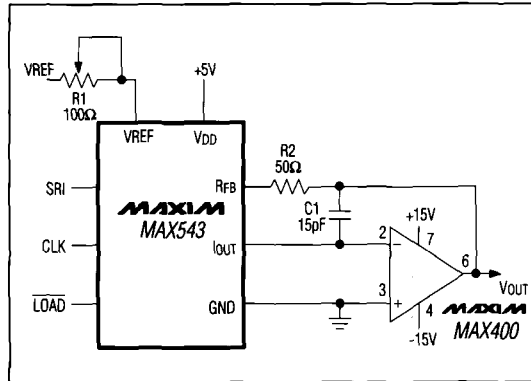 VREF
R1
100Ω
+5V
VREF
VDD
R2
50Ω
SRI
RFB
MAXIM
MAX543
C1
15pF
+15V
CLK
IOUT
2
-
7
6
VOUT
LOAD
GND
3
+
4
-15V
MAXIM
MAX400